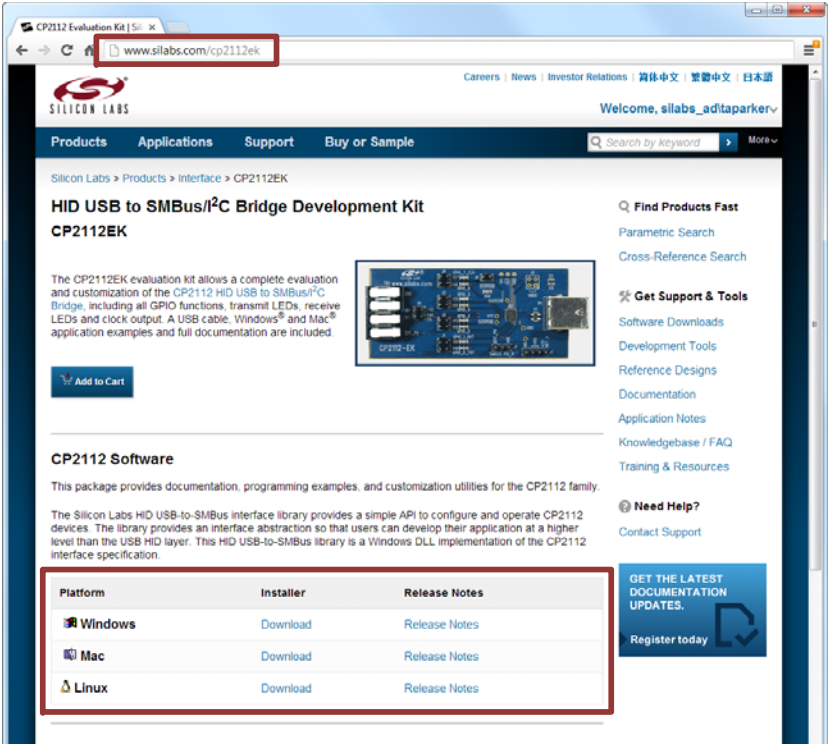 CP2112 Evaluation Kit | Sil
www.silabs.com/cp2112ek
Careers | News | Investor Relations | 简体中文 | 繁體中文 | 日本語
SILICON LABS
Welcome, silabs_ad\taparker
Products Applications Support Buy or Sample
Search by keyword
More
Silicon Labs » Products » Interface » CP2112EK
HID USB to SMBus/I²C Bridge Development Kit
CP2112EK
The CP2112EK evaluation kit allows a complete evaluation
and customization of the CP2112 HID USB to SMBus/I²C
Bridge, including all GPIO functions, transmit LEDs, receive
LEDs and clock output. A USB cable, Windows® and Mac®
application examples and full documentation are included.
www.silabs.com
CP2112-EK
Add to Cart
Find Products Fast
Parametric Search
Cross-Reference Search
Get Support & Tools
Software Downloads
Development Tools
Reference Designs
Documentation
Application Notes
Knowledgebase / FAQ
Training & Resources
Need Help?
Contact Support
GET THE LATEST
DOCUMENTATION
UPDATES.
Register today
CP2112 Software
This package provides documentation, programming examples, and customization utilities for the CP2112 family.
The Silicon Labs HID USB-to-SMBus interface library provides a simple API to configure and operate CP2112
devices. The library provides an interface abstraction so that users can develop their application at a higher
level than the USB HID layer. This HID USB-to-SMBus library is a Windows DLL implementation of the CP2112
interface specification.
Platform Installer Release Notes
Windows Download Release Notes
Mac Download Release Notes
Linux Download Release Notes